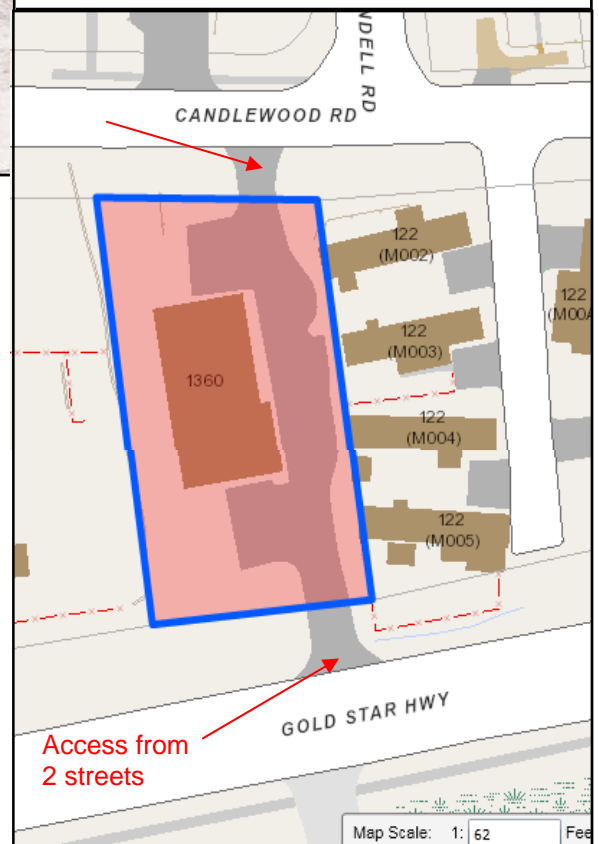 NDELL RD
CANDLEWOOD RD
122
(M002)
122
(M00
122
(M003)
1360
122
(M004)
122
(M005)
GOLD STAR HWY
Access from
2 streets
Map Scale: 1: 62 Fee